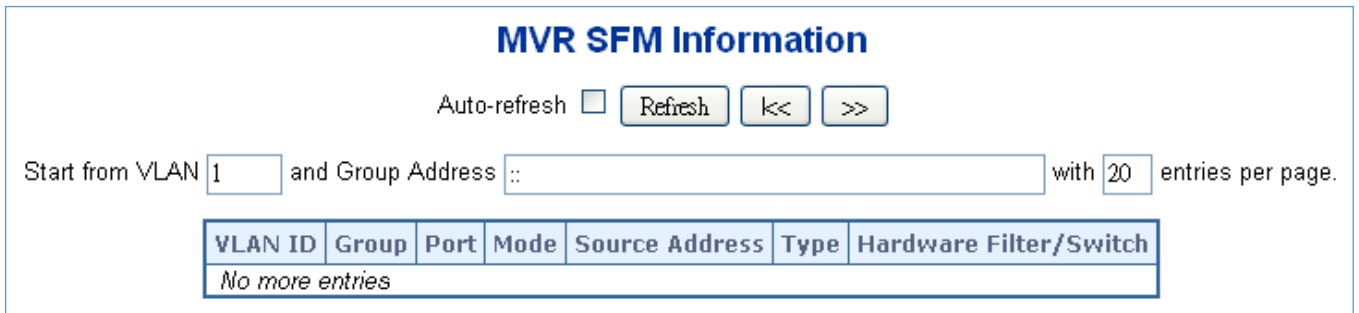 MVR SFM Information
Auto-refresh Refresh |<< >>
Start from VLAN 1 and Group Address :: with 20 entries per page.
VLAN ID Group Port Mode Source Address Type Hardware Filter/Switch
No more entries